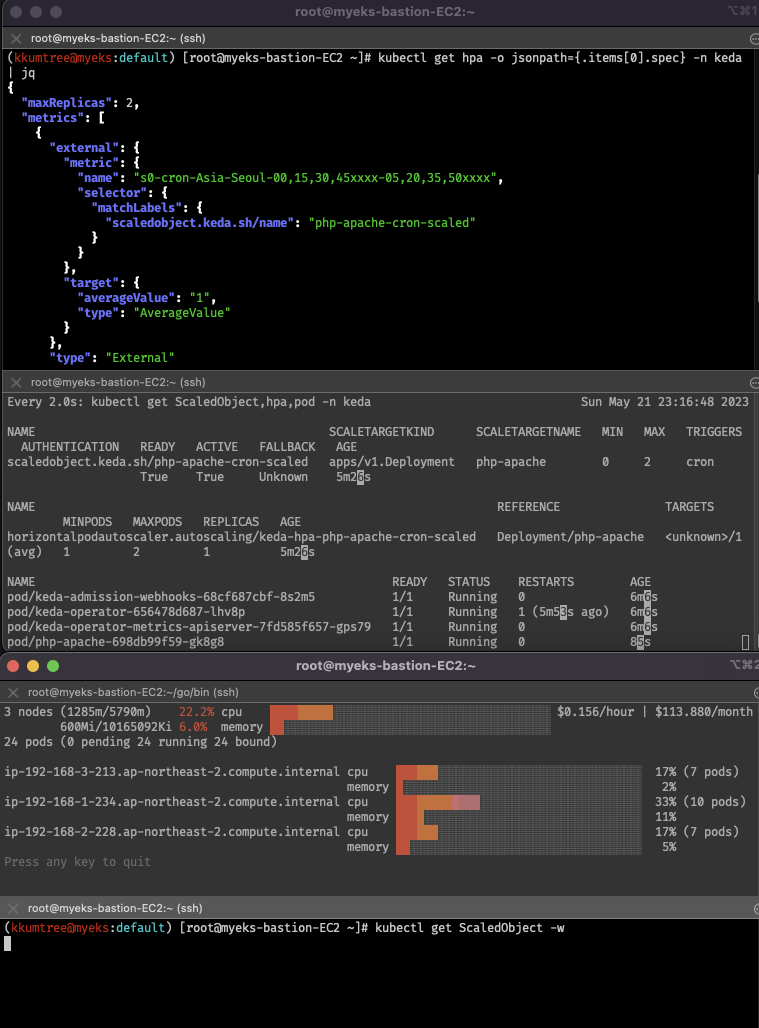 root@myeks-bastion-EC2:~
⌥⌘1
root@myeks-bastion-EC2:~ (ssh)
(kkumtree@myeks:default) [root@myeks-bastion-EC2 ~]# kubectl get hpa -o jsonpath={.items[0].spec} -n keda
| jq
{
  "maxReplicas": 2,
  "metrics": [
    {
      "external": {
        "metric": {
          "name": "s0-cron-Asia-Seoul-00,15,30,45xxxx-05,20,35,50xxxx",
          "selector": {
            "matchLabels": {
              "scaledobject.keda.sh/name": "php-apache-cron-scaled"
            }
          }
        },
        "target": {
          "averageValue": "1",
          "type": "AverageValue"
        }
      },
      "type": "External"
root@myeks-bastion-EC2:~ (ssh)
Every 2.0s: kubectl get ScaledObject,hpa,pod -n keda                              Sun May 21 23:16:48 2023
NAME                                          SCALETARGETKIND      SCALETARGETNAME   MIN   MAX   TRIGGERS
  AUTHENTICATION   READY   ACTIVE   FALLBACK   AGE
scaledobject.keda.sh/php-apache-cron-scaled   apps/v1.Deployment   php-apache        0     2     cron
                   True    True     Unknown    5m26s
NAME                                                                  REFERENCE               TARGETS
        MINPODS   MAXPODS   REPLICAS   AGE
horizontalpodautoscaler.autoscaling/keda-hpa-php-apache-cron-scaled   Deployment/php-apache   <unknown>/1
(avg)   1         2         1          5m26s
NAME                                                   READY   STATUS    RESTARTS        AGE
pod/keda-admission-webhooks-68cf687cbf-8s2m5           1/1     Running   0               6m6s
pod/keda-operator-656478d687-lhv8p                     1/1     Running   1 (5m53s ago)   6m6s
pod/keda-operator-metrics-apiserver-7fd585f657-gps79   1/1     Running   0               6m6s
pod/php-apache-698db99f59-gk8g8                        1/1     Running   0               85s
root@myeks-bastion-EC2:~
⌥⌘2
root@myeks-bastion-EC2:~/go/bin (ssh)
3 nodes (1285m/5790m)    22.2% cpu    $0.156/hour | $113.880/month
        600Mi/10165092Ki 6.0%  memory
24 pods (0 pending 24 running 24 bound)
ip-192-168-3-213.ap-northeast-2.compute.internal cpu    17% (7 pods)
                                                 memory  2%
ip-192-168-1-234.ap-northeast-2.compute.internal cpu    33% (10 pods)
                                                 memory 11%
ip-192-168-2-228.ap-northeast-2.compute.internal cpu    17% (7 pods)
                                                 memory  5%
Press any key to quit
root@myeks-bastion-EC2:~ (ssh)
(kkumtree@myeks:default) [root@myeks-bastion-EC2 ~]# kubectl get ScaledObject -w